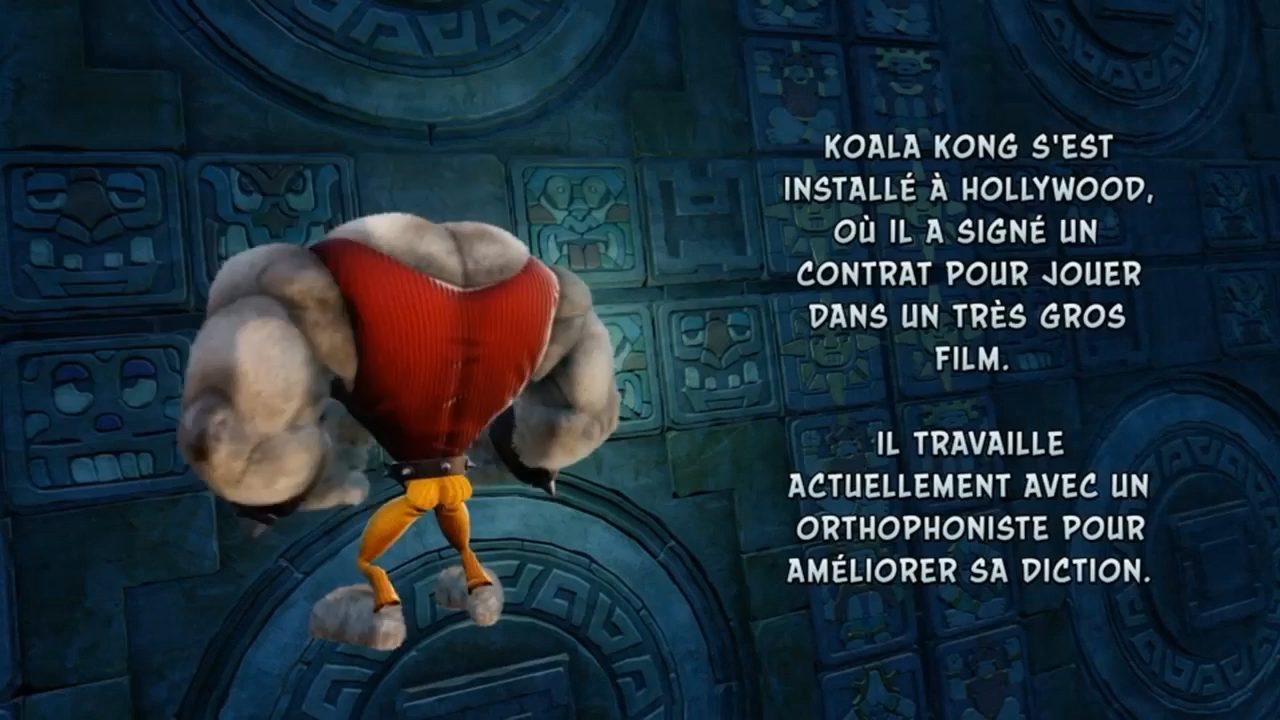 KOALA KONG S'EST
INSTALLÉ À HOLLYWOOD,
OÙ IL A SIGNÉ UN
CONTRAT POUR JOUER
DANS UN TRÈS GROS
FILM.
IL TRAVAILLE
ACTUELLEMENT AVEC UN
ORTHOPHONISTE POUR
AMÉLIORER SA DICTION.